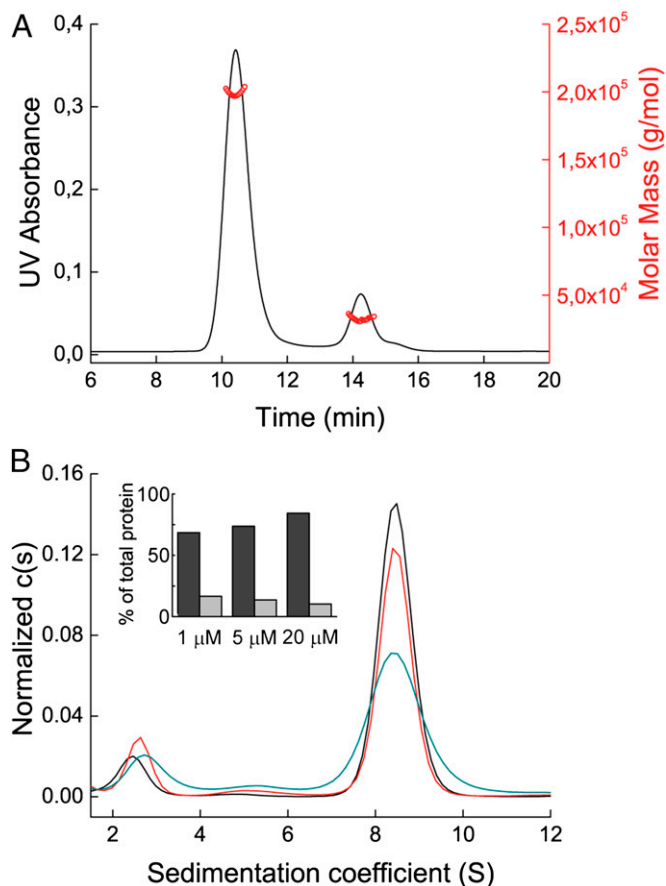 A
UV Absorbance
0,4
0,3
0,2
0,1
0,0
2,0x10⁵
1,5x10⁵
1,0x10⁵
5,0x10⁴
Molar Mass (g/mol)
6 8 10 12 14 16 18 20
Time (min)
B
Normalized c(s)
0.16
0.12
0.08
0.04
0.00
% of total protein
100
50
0
1 μM 5 μM 20 μM
2 4 6 8 10 12
Sedimentation coefficient (S)